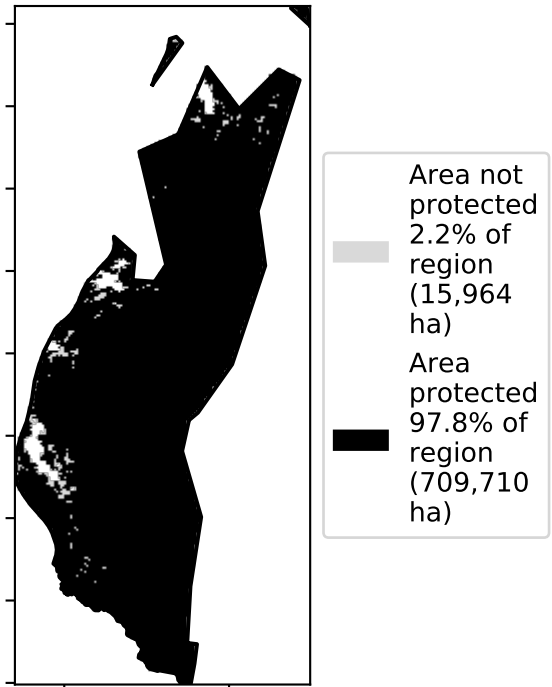 Area not
protected
2.2% of
region
(15,964
ha)
Area
protected
97.8% of
region
(709,710
ha)